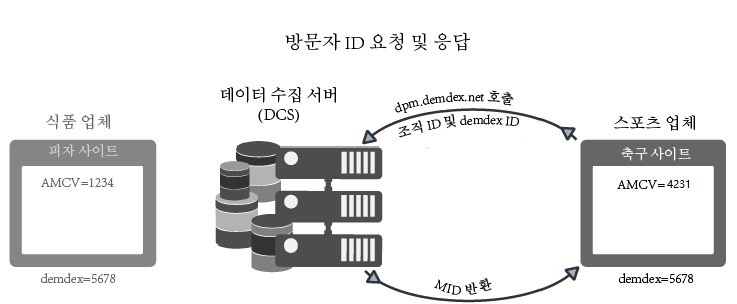 방문자 ID 요청 및 응답
데이터 수집 서버
(DCS)
dpm.demdex.net 호출
조직 ID 및 demdex ID
식품 업체
피자 사이트
AMCV=1234
demdex=5678
스포츠 업체
축구 사이트
AMCV=4231
demdex=5678
MID 반환